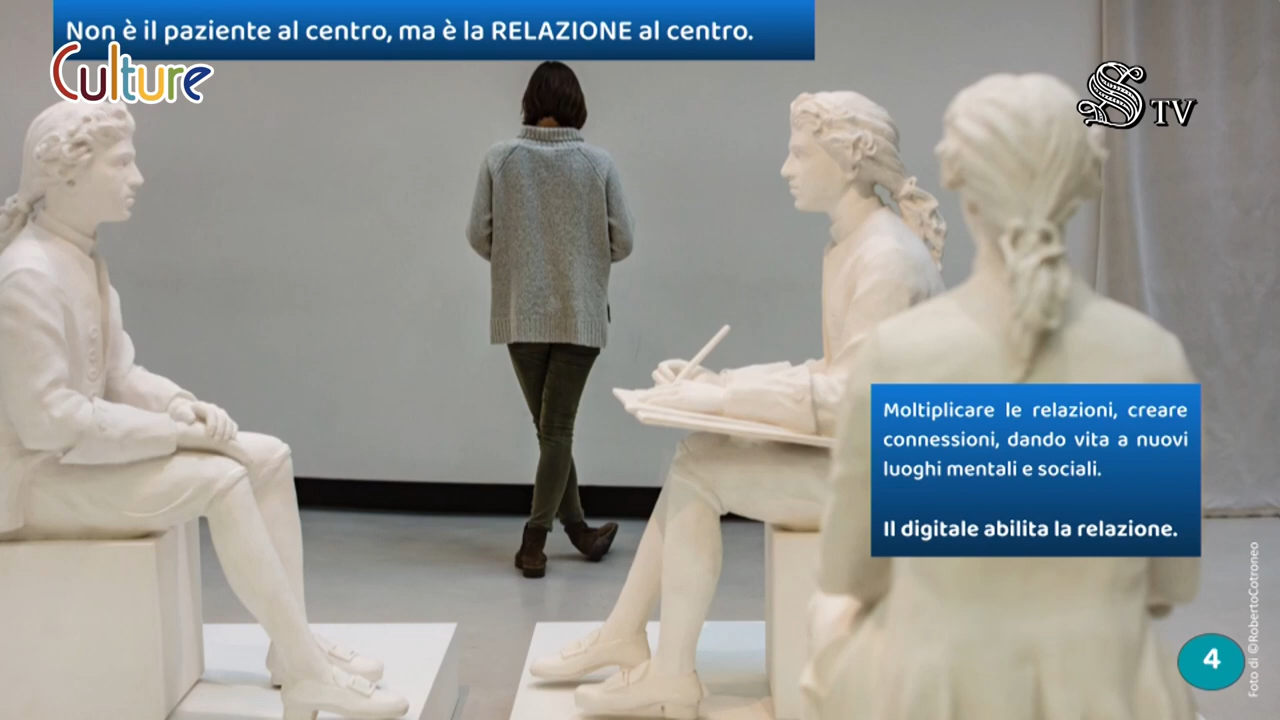 Non è il paziente al centro, ma è la RELAZIONE al centro.
Culture
S TV
Moltiplicare le relazioni, creare
connessioni, dando vita a nuovi
luoghi mentali e sociali.
Il digitale abilita la relazione.
Foto di ©RobertoCotroneo
4